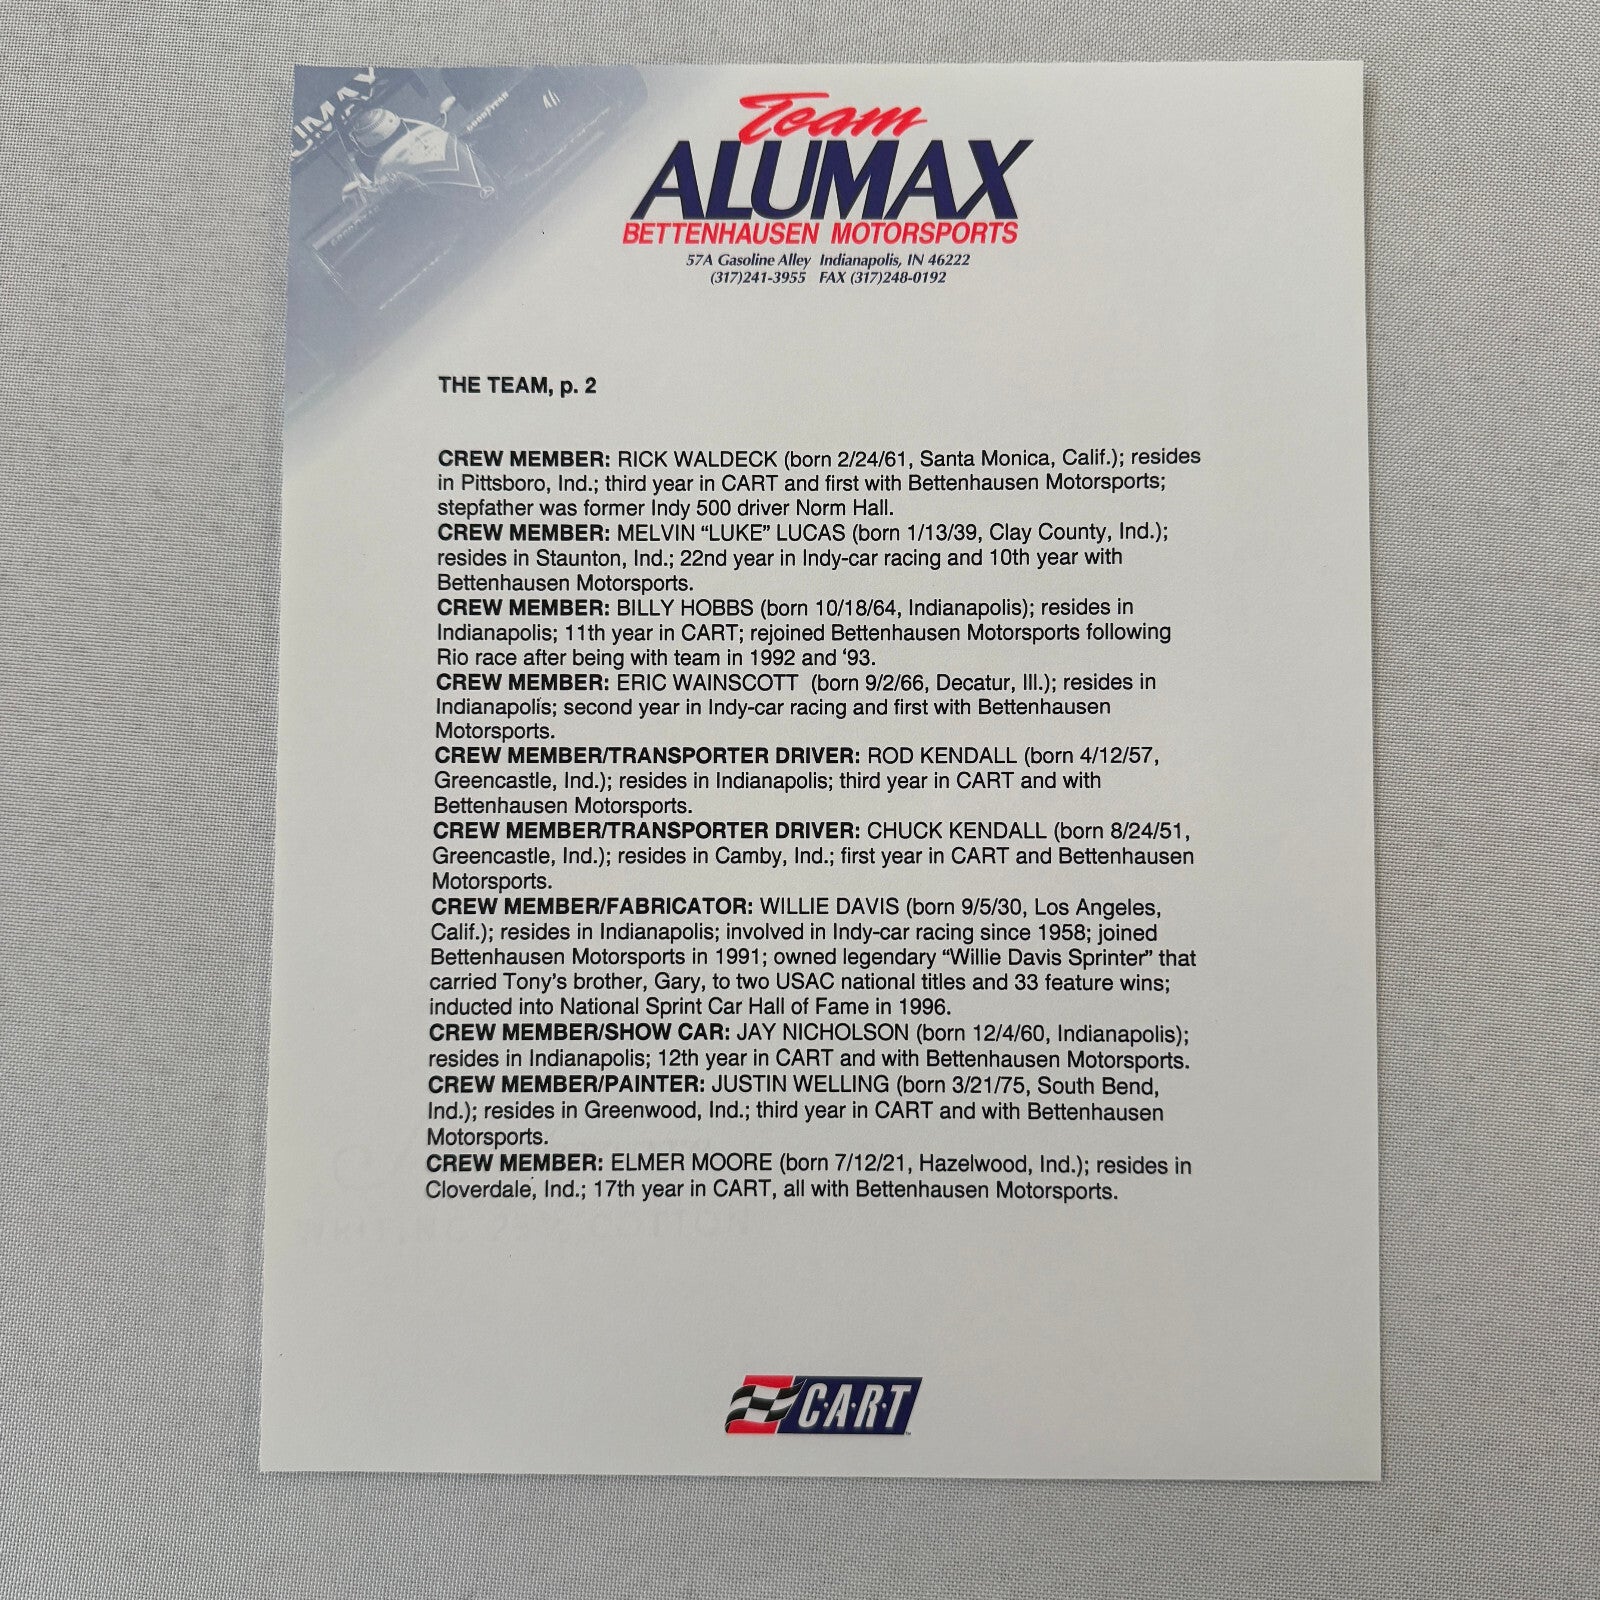 UMAX
GOODYEAR
Team
ALUMAX
BETTENHAUSEN MOTORSPORTS
57A Gasoline Alley Indianapolis, IN 46222
(317)241-3955 FAX (317)248-0192
THE TEAM, p. 2
CREW MEMBER: RICK WALDECK (born 2/24/61, Santa Monica, Calif.); resides
in Pittsboro, Ind.; third year in CART and first with Bettenhausen Motorsports;
stepfather was former Indy 500 driver Norm Hall.
CREW MEMBER: MELVIN “LUKE” LUCAS (born 1/13/39, Clay County, Ind.);
resides in Staunton, Ind.; 22nd year in Indy-car racing and 10th year with
Bettenhausen Motorsports.
CREW MEMBER: BILLY HOBBS (born 10/18/64, Indianapolis); resides in
Indianapolis; 11th year in CART; rejoined Bettenhausen Motorsports following
Rio race after being with team in 1992 and ‘93.
CREW MEMBER: ERIC WAINSCOTT (born 9/2/66, Decatur, Ill.); resides in
Indianapolis; second year in Indy-car racing and first with Bettenhausen
Motorsports.
CREW MEMBER/TRANSPORTER DRIVER: ROD KENDALL (born 4/12/57,
Greencastle, Ind.); resides in Indianapolis; third year in CART and with
Bettenhausen Motorsports.
CREW MEMBER/TRANSPORTER DRIVER: CHUCK KENDALL (born 8/24/51,
Greencastle, Ind.); resides in Camby, Ind.; first year in CART and Bettenhausen
Motorsports.
CREW MEMBER/FABRICATOR: WILLIE DAVIS (born 9/5/30, Los Angeles,
Calif.); resides in Indianapolis; involved in Indy-car racing since 1958; joined
Bettenhausen Motorsports in 1991; owned legendary “Willie Davis Sprinter” that
carried Tony’s brother, Gary, to two USAC national titles and 33 feature wins;
inducted into National Sprint Car Hall of Fame in 1996.
CREW MEMBER/SHOW CAR: JAY NICHOLSON (born 12/4/60, Indianapolis);
resides in Indianapolis; 12th year in CART and with Bettenhausen Motorsports.
CREW MEMBER/PAINTER: JUSTIN WELLING (born 3/21/75, South Bend,
Ind.); resides in Greenwood, Ind.; third year in CART and with Bettenhausen
Motorsports.
CREW MEMBER: ELMER MOORE (born 7/12/21, Hazelwood, Ind.); resides in
Cloverdale, Ind.; 17th year in CART, all with Bettenhausen Motorsports.
C·A·R·T